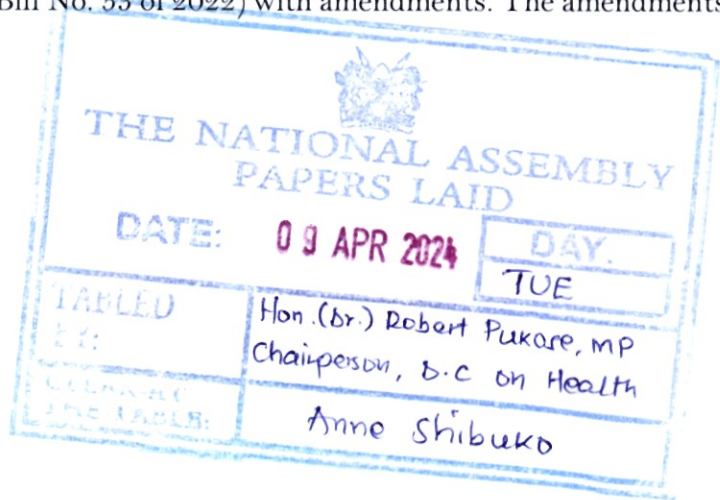 Bill No. 53 of 2022) with amendments. The amendments
THE NATIONAL ASSEMBLY
PAPERS LAID
DATE: 09 APR 2024
DAY.
TUE
TABLED
BY:
Hon.(Dr.) Robert Pukose, MP
Chairperson, D.C on Health
CLERK-AT
THE-TABLE:
Anne Shibuko